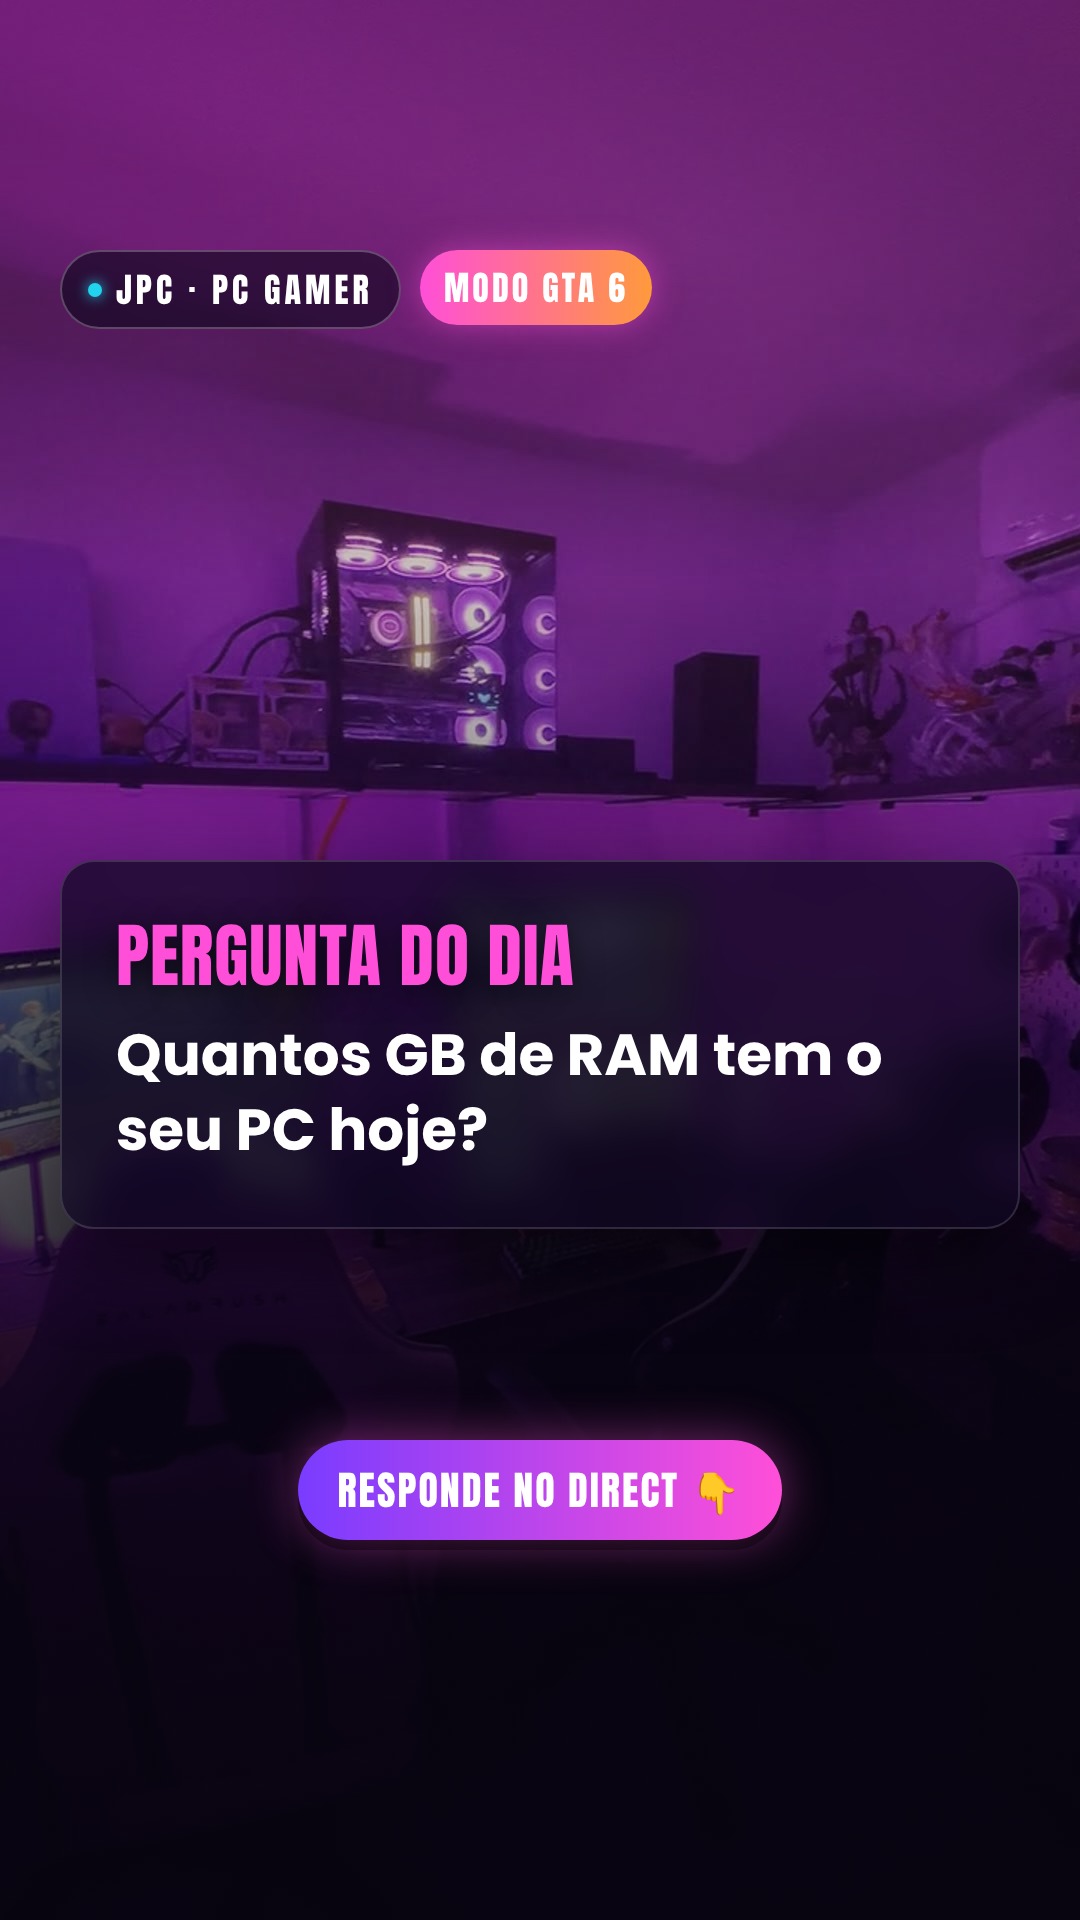 JPC · PC GAMER
MODO GTA 6
PERGUNTA DO DIA
Quantos GB de RAM tem o
seu PC hoje?
RESPONDE NO DIRECT 👇